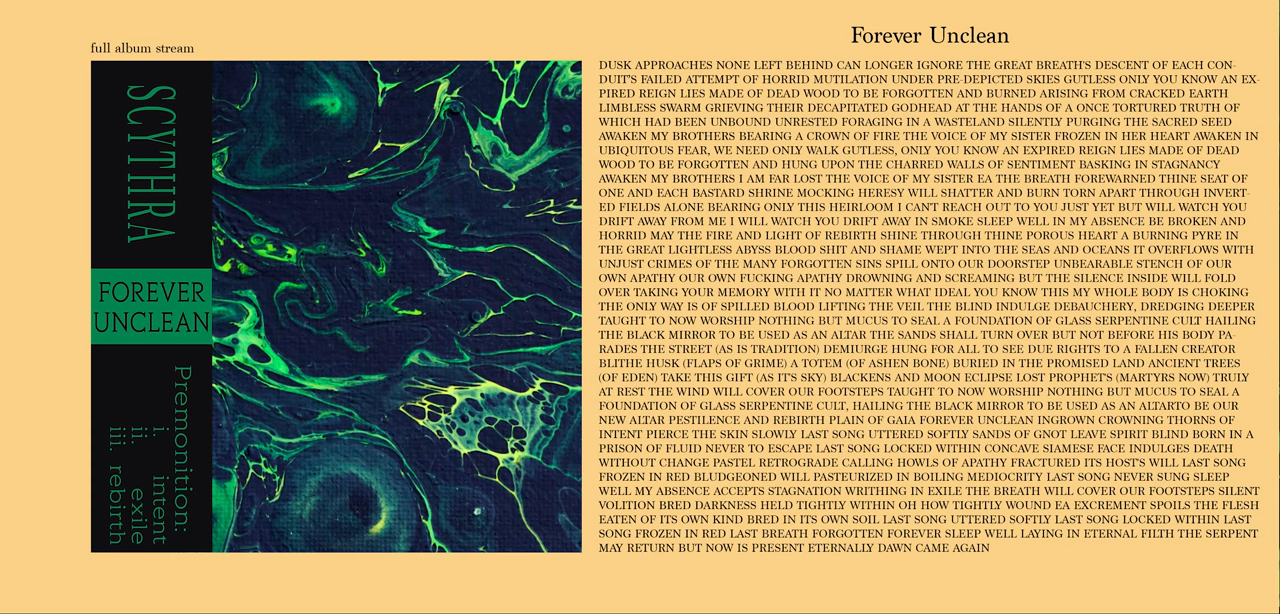 full album stream
SCYTHRA
FOREVER
UNCLEAN
Premonition:
i. intent
ii. exile
iii. rebirth
Forever Unclean
DUSK APPROACHES NONE LEFT BEHIND CAN LONGER IGNORE THE GREAT BREATH'S DESCENT OF EACH CON-
DUIT'S FAILED ATTEMPT OF HORRID MUTILATION UNDER PRE-DEPICTED SKIES GUTLESS ONLY YOU KNOW AN EX-
PIRED REIGN LIES MADE OF DEAD WOOD TO BE FORGOTTEN AND BURNED ARISING FROM CRACKED EARTH
LIMBLESS SWARM GRIEVING THEIR DECAPITATED GODHEAD AT THE HANDS OF A ONCE TORTURED TRUTH OF
WHICH HAD BEEN UNBOUND UNRESTED FORAGING IN A WASTELAND SILENTLY PURGING THE SACRED SEED
AWAKEN MY BROTHERS BEARING A CROWN OF FIRE THE VOICE OF MY SISTER FROZEN IN HER HEART AWAKEN IN
UBIQUITOUS FEAR, WE NEED ONLY WALK GUTLESS, ONLY YOU KNOW AN EXPIRED REIGN LIES MADE OF DEAD
WOOD TO BE FORGOTTEN AND HUNG UPON THE CHARRED WALLS OF SENTIMENT BASKING IN STAGNANCY
AWAKEN MY BROTHERS I AM FAR LOST THE VOICE OF MY SISTER EA THE BREATH FOREWARNED THINE SEAT OF
ONE AND EACH BASTARD SHRINE MOCKING HERESY WILL SHATTER AND BURN TORN APART THROUGH INVERT-
ED FIELDS ALONE BEARING ONLY THIS HEIRLOOM I CAN'T REACH OUT TO YOU JUST YET BUT WILL WATCH YOU
DRIFT AWAY FROM ME I WILL WATCH YOU DRIFT AWAY IN SMOKE SLEEP WELL IN MY ABSENCE BE BROKEN AND
HORRID MAY THE FIRE AND LIGHT OF REBIRTH SHINE THROUGH THINE POROUS HEART A BURNING PYRE IN
THE GREAT LIGHTLESS ABYSS BLOOD SHIT AND SHAME WEPT INTO THE SEAS AND OCEANS IT OVERFLOWS WITH
UNJUST CRIMES OF THE MANY FORGOTTEN SINS SPILL ONTO OUR DOORSTEP UNBEARABLE STENCH OF OUR
OWN APATHY OUR OWN FUCKING APATHY DROWNING AND SCREAMING BUT THE SILENCE INSIDE WILL FOLD
OVER TAKING YOUR MEMORY WITH IT NO MATTER WHAT IDEAL YOU KNOW THIS MY WHOLE BODY IS CHOKING
THE ONLY WAY IS OF SPILLED BLOOD LIFTING THE VEIL THE BLIND INDULGE DEBAUCHERY, DREDGING DEEPER
TAUGHT TO NOW WORSHIP NOTHING BUT MUCUS TO SEAL A FOUNDATION OF GLASS SERPENTINE CULT HAILING
THE BLACK MIRROR TO BE USED AS AN ALTAR THE SANDS SHALL TURN OVER BUT NOT BEFORE HIS BODY PA-
RADES THE STREET (AS IS TRADITION) DEMIURGE HUNG FOR ALL TO SEE DUE RIGHTS TO A FALLEN CREATOR
BLITHE HUSK (FLAPS OF GRIME) A TOTEM (OF ASHEN BONE) BURIED IN THE PROMISED LAND ANCIENT TREES
(OF EDEN) TAKE THIS GIFT (AS IT'S SKY) BLACKENS AND MOON ECLIPSE LOST PROPHET'S (MARTYRS NOW) TRULY
AT REST THE WIND WILL COVER OUR FOOTSTEPS TAUGHT TO NOW WORSHIP NOTHING BUT MUCUS TO SEAL A
FOUNDATION OF GLASS SERPENTINE CULT, HAILING THE BLACK MIRROR TO BE USED AS AN ALTARTO BE OUR
NEW ALTAR PESTILENCE AND REBIRTH PLAIN OF GAIA FOREVER UNCLEAN INGROWN CROWNING THORNS OF
INTENT PIERCE THE SKIN SLOWLY LAST SONG UTTERED SOFTLY SANDS OF GNOT LEAVE SPIRIT BLIND BORN IN A
PRISON OF FLUID NEVER TO ESCAPE LAST SONG LOCKED WITHIN CONCAVE SIAMESE FACE INDULGES DEATH
WITHOUT CHANGE PASTEL RETROGRADE CALLING HOWLS OF APATHY FRACTURED ITS HOST'S WILL LAST SONG
FROZEN IN RED BLUDGEONED WILL PASTEURIZED IN BOILING MEDIOCRITY LAST SONG NEVER SUNG SLEEP
WELL MY ABSENCE ACCEPTS STAGNATION WRITHING IN EXILE THE BREATH WILL COVER OUR FOOTSTEPS SILENT
VOLITION BRED DARKNESS HELD TIGHTLY WITHIN OH HOW TIGHTLY WOUND EA EXCREMENT SPOILS THE FLESH
EATEN OF ITS OWN KIND BRED IN ITS OWN SOIL LAST SONG UTTERED SOFTLY LAST SONG LOCKED WITHIN LAST
SONG FROZEN IN RED LAST BREATH FORGOTTEN FOREVER SLEEP WELL LAYING IN ETERNAL FILTH THE SERPENT
MAY RETURN BUT NOW IS PRESENT ETERNALLY DAWN CAME AGAIN